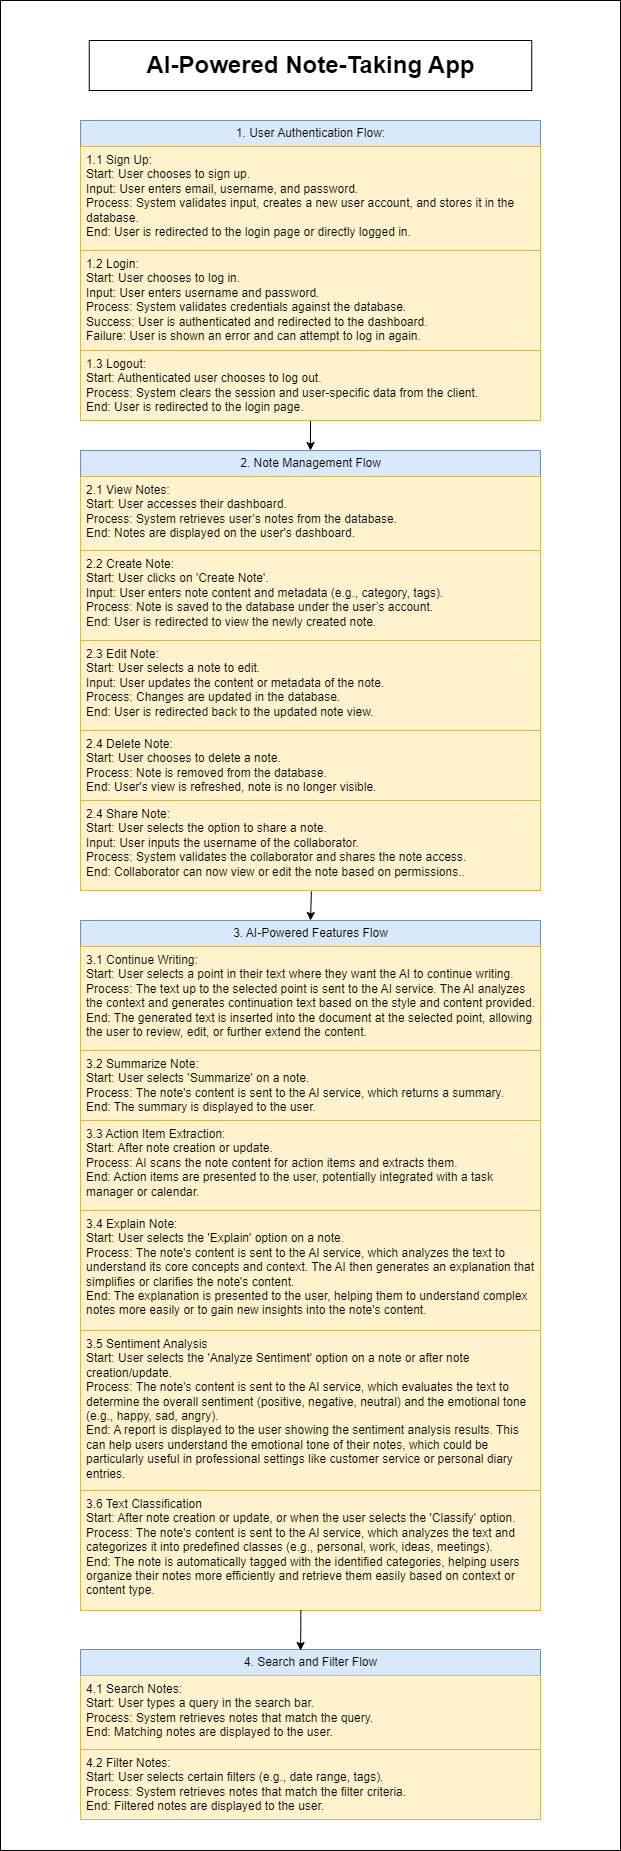 AI-Powered Note-Taking App
1. User Authentication Flow:
1.1 Sign Up:
Start: User chooses to sign up.
Input: User enters email, username, and password.
Process: System validates input, creates a new user account, and stores it in the
database.
End: User is redirected to the login page or directly logged in.
1.2 Login:
Start: User chooses to log in.
Input: User enters username and password.
Process: System validates credentials against the database.
Success: User is authenticated and redirected to the dashboard.
Failure: User is shown an error and can attempt to log in again.
1.3 Logout:
Start: Authenticated user chooses to log out.
Process: System clears the session and user-specific data from the client.
End: User is redirected to the login page.
2. Note Management Flow
2.1 View Notes:
Start: User accesses their dashboard.
Process: System retrieves user’s notes from the database.
End: Notes are displayed on the user's dashboard.
2.2 Create Note:
Start: User clicks on 'Create Note'.
Input: User enters note content and metadata (e.g., category, tags).
Process: Note is saved to the database under the user’s account.
End: User is redirected to view the newly created note.
2.3 Edit Note:
Start: User selects a note to edit.
Input: User updates the content or metadata of the note.
Process: Changes are updated in the database.
End: User is redirected back to the updated note view.
2.4 Delete Note:
Start: User chooses to delete a note.
Process: Note is removed from the database.
End: User's view is refreshed, note is no longer visible.
2.4 Share Note:
Start: User selects the option to share a note.
Input: User inputs the username of the collaborator.
Process: System validates the collaborator and shares the note access.
End: Collaborator can now view or edit the note based on permissions..
3. AI-Powered Features Flow
3.1 Continue Writing:
Start: User selects a point in their text where they want the AI to continue writing.
Process: The text up to the selected point is sent to the AI service. The AI analyzes
the context and generates continuation text based on the style and content provided.
End: The generated text is inserted into the document at the selected point, allowing
the user to review, edit, or further extend the content.
3.2 Summarize Note:
Start: User selects 'Summarize' on a note.
Process: The note's content is sent to the AI service, which returns a summary.
End: The summary is displayed to the user.
3.3 Action Item Extraction:
Start: After note creation or update.
Process: AI scans the note content for action items and extracts them.
End: Action items are presented to the user, potentially integrated with a task
manager or calendar.
3.4 Explain Note:
Start: User selects the 'Explain' option on a note.
Process: The note's content is sent to the AI service, which analyzes the text to
understand its core concepts and context. The AI then generates an explanation that
simplifies or clarifies the note's content.
End: The explanation is presented to the user, helping them to understand complex
notes more easily or to gain new insights into the note's content.
3.5 Sentiment Analysis
Start: User selects the 'Analyze Sentiment' option on a note or after note
creation/update.
Process: The note's content is sent to the AI service, which evaluates the text to
determine the overall sentiment (positive, negative, neutral) and the emotional tone
(e.g., happy, sad, angry).
End: A report is displayed to the user showing the sentiment analysis results. This
can help users understand the emotional tone of their notes, which could be
particularly useful in professional settings like customer service or personal diary
entries.
3.6 Text Classification
Start: After note creation or update, or when the user selects the 'Classify' option.
Process: The note's content is sent to the AI service, which analyzes the text and
categorizes it into predefined classes (e.g., personal, work, ideas, meetings).
End: The note is automatically tagged with the identified categories, helping users
organize their notes more efficiently and retrieve them easily based on context or
content type.
4. Search and Filter Flow
4.1 Search Notes:
Start: User types a query in the search bar.
Process: System retrieves notes that match the query.
End: Matching notes are displayed to the user.
4.2 Filter Notes:
Start: User selects certain filters (e.g., date range, tags).
Process: System retrieves notes that match the filter criteria.
End: Filtered notes are displayed to the user.